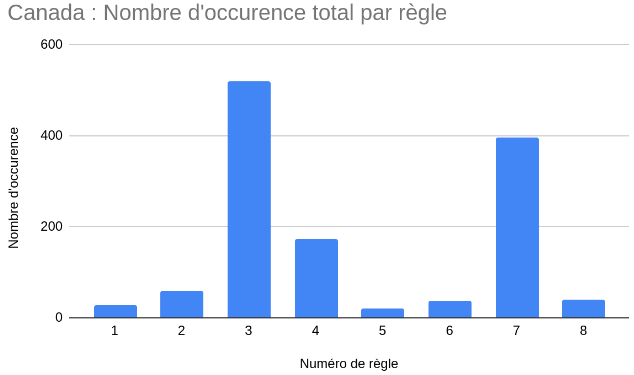 Canada : Nombre d'occurence total par règle
600
400
200
0
Nombre d'occurence
1 2 3 4 5 6 7 8
Numéro de règle